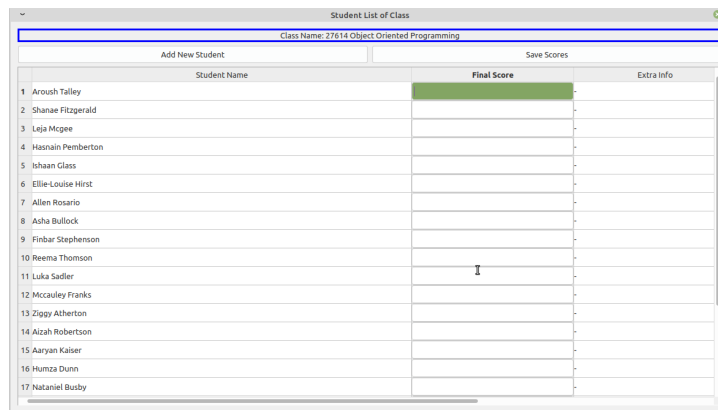 Student List of Class
Class Name: 27614 Object Oriented Programming
Add New Student Save Scores
Student Name Final Score Extra Info
1 Aroush Talley -
2 Shanae Fitzgerald -
3 Leja Mcgee -
4 Hasnain Pemberton -
5 Ishaan Glass -
6 Ellie-Louise Hirst -
7 Allen Rosario -
8 Asha Bullock -
9 Finbar Stephenson -
10 Reema Thomson -
11 Luka Sadler -
12 Mccauley Franks -
13 Ziggy Atherton -
14 Aizah Robertson -
15 Aaryan Kaiser -
16 Humza Dunn -
17 Nataniel Busby -